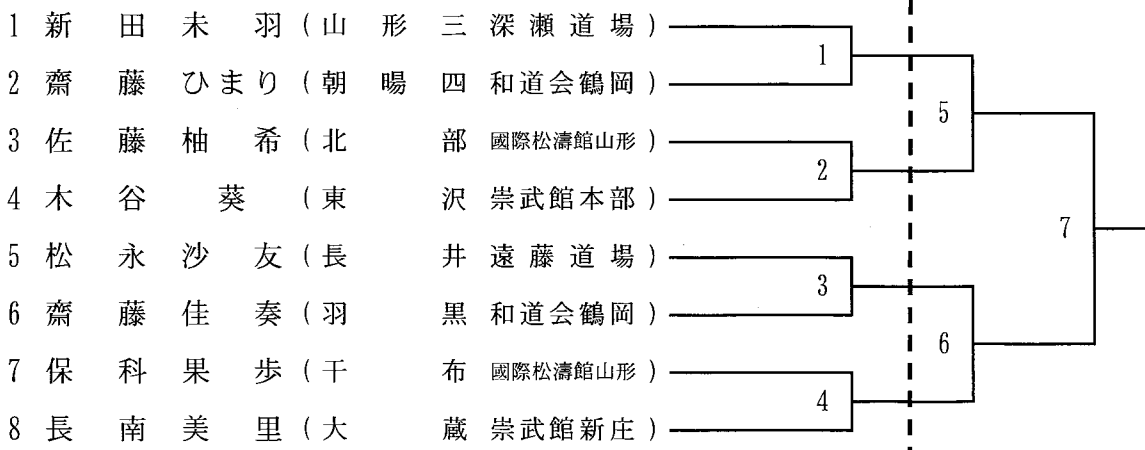 1 新田未羽(山形三 深瀬道場)
2 齋藤ひまり(朝暘四 和道会鶴岡)
3 佐藤柚希(北部 國際松濤館山形)
4 木谷葵(東沢 崇武館本部)
5 松永沙友(長井 遠藤道場)
6 齋藤佳奏(羽黒 和道会鶴岡)
7 保科果歩(干布 國際松濤館山形)
8 長南美里(大蔵 崇武館新庄)
1
2
3
4
5
6
7